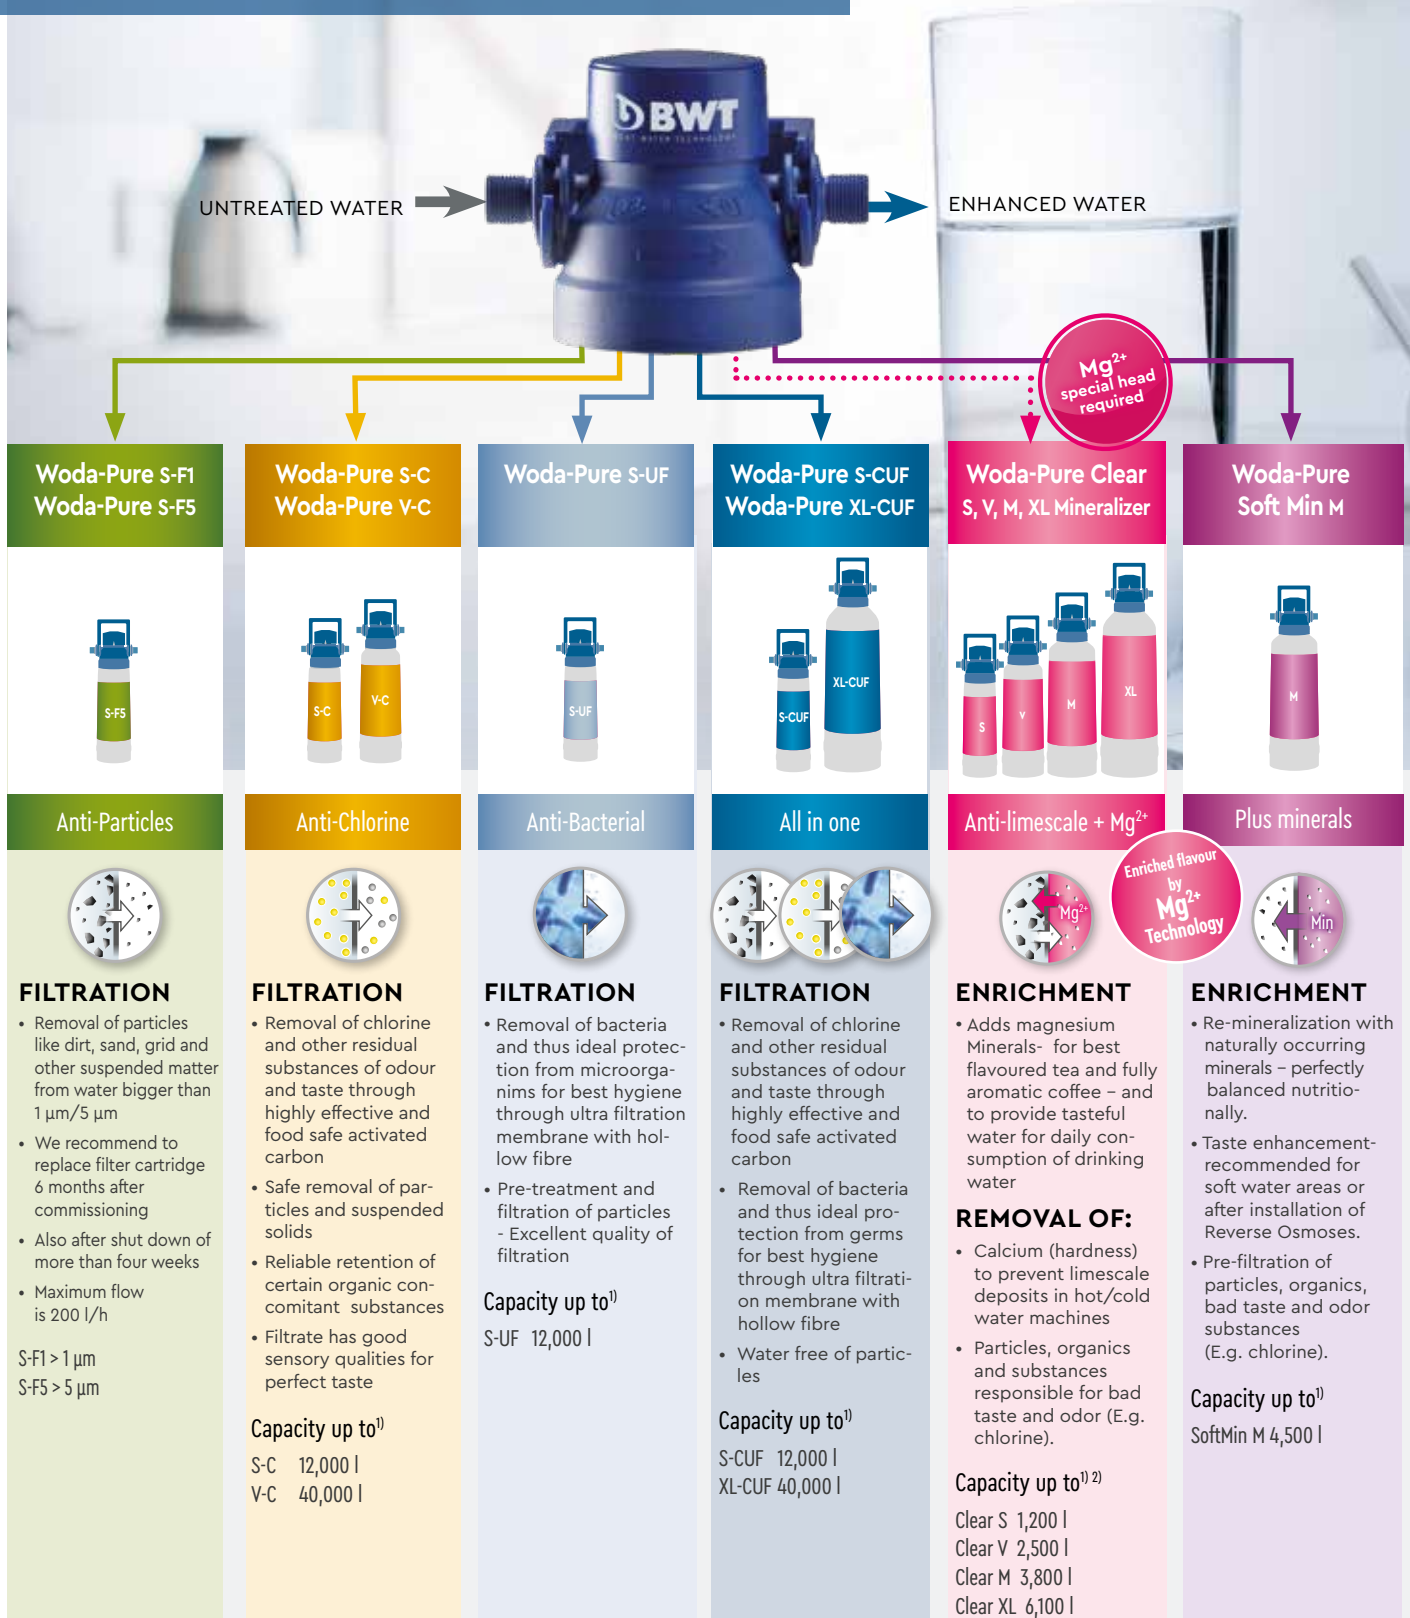 BWT
BEST WATER TECHNOLOGY
UNTREATED WATER
ENHANCED WATER
Mg²⁺
special head
required
Woda-Pure S-F1
Woda-Pure S-F5
S-F5
Anti-Particles
FILTRATION
• Removal of particles
like dirt, sand, grid and
other suspended matter
from water bigger than
1 µm/5 µm
• We recommend to
replace filter cartridge
6 months after
commissioning
• Also after shut down of
more than four weeks
• Maximum flow
is 200 l/h
S-F1 > 1 µm
S-F5 > 5 µm
Woda-Pure S-C
Woda-Pure V-C
S-C
V-C
Anti-Chlorine
FILTRATION
• Removal of chlorine
and other residual
substances of odour
and taste through
highly effective and
food safe activated
carbon
• Safe removal of par-
ticles and suspended
solids
• Reliable retention of
certain organic con-
comitant substances
• Filtrate has good
sensory qualities for
perfect taste
Capacity up to¹⁾
S-C 12,000 l
V-C 40,000 l
Woda-Pure S-UF
S-UF
Anti-Bacterial
FILTRATION
• Removal of bacteria
and thus ideal protec-
tion from microorga-
nims for best hygiene
through ultra filtration
membrane with hol-
low fibre
• Pre-treatment and
filtration of particles
- Excellent quality of
filtration
Capacity up to¹⁾
S-UF 12,000 l
Woda-Pure S-CUF
Woda-Pure XL-CUF
S-CUF
XL-CUF
All in one
FILTRATION
• Removal of chlorine
and other residual
substances of odour
and taste through
highly effective and
food safe activated
carbon
• Removal of bacteria
and thus ideal pro-
tection from germs
for best hygiene
through ultra filtrati-
on membrane with
hollow fibre
• Water free of partic-
les
Capacity up to¹⁾
S-CUF 12,000 l
XL-CUF 40,000 l
Woda-Pure Clear
S, V, M, XL Mineralizer
S
V
M
XL
Anti-limescale + Mg²⁺
Mg²⁺
Enriched flavour
by
Mg²⁺
Technology
ENRICHMENT
• Adds magnesium
Minerals- for best
flavoured tea and fully
aromatic coffee – and
to provide tasteful
water for daily con-
sumption of drinking
water
REMOVAL OF:
• Calcium (hardness)
to prevent limescale
deposits in hot/cold
water machines
• Particles, organics
and substances
responsible for bad
taste and odor (E.g.
chlorine).
Capacity up to¹⁾ ²⁾
Clear S 1,200 l
Clear V 2,500 l
Clear M 3,800 l
Clear XL 6,100 l
Woda-Pure
Soft Min M
M
Plus minerals
Min
ENRICHMENT
• Re-mineralization with
naturally occurring
minerals – perfectly
balanced nutritio-
nally.
• Taste enhancement-
recommended for
soft water areas or
after installation of
Reverse Osmoses.
• Pre-filtration of
particles, organics,
bad taste and odor
substances
(E.g. chlorine).
Capacity up to¹⁾
SoftMin M 4,500 l